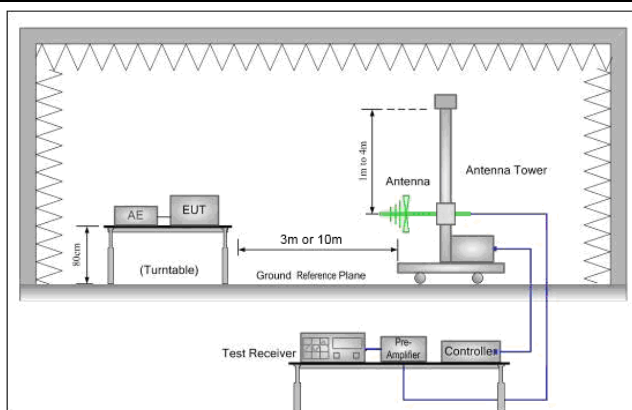 1m to 4m
Antenna
Antenna Tower
AE
EUT
80cm
3m or 10m
(Turntable)
Ground Reference Plane
Test Receiver
Pre-
Amplifier
Controller